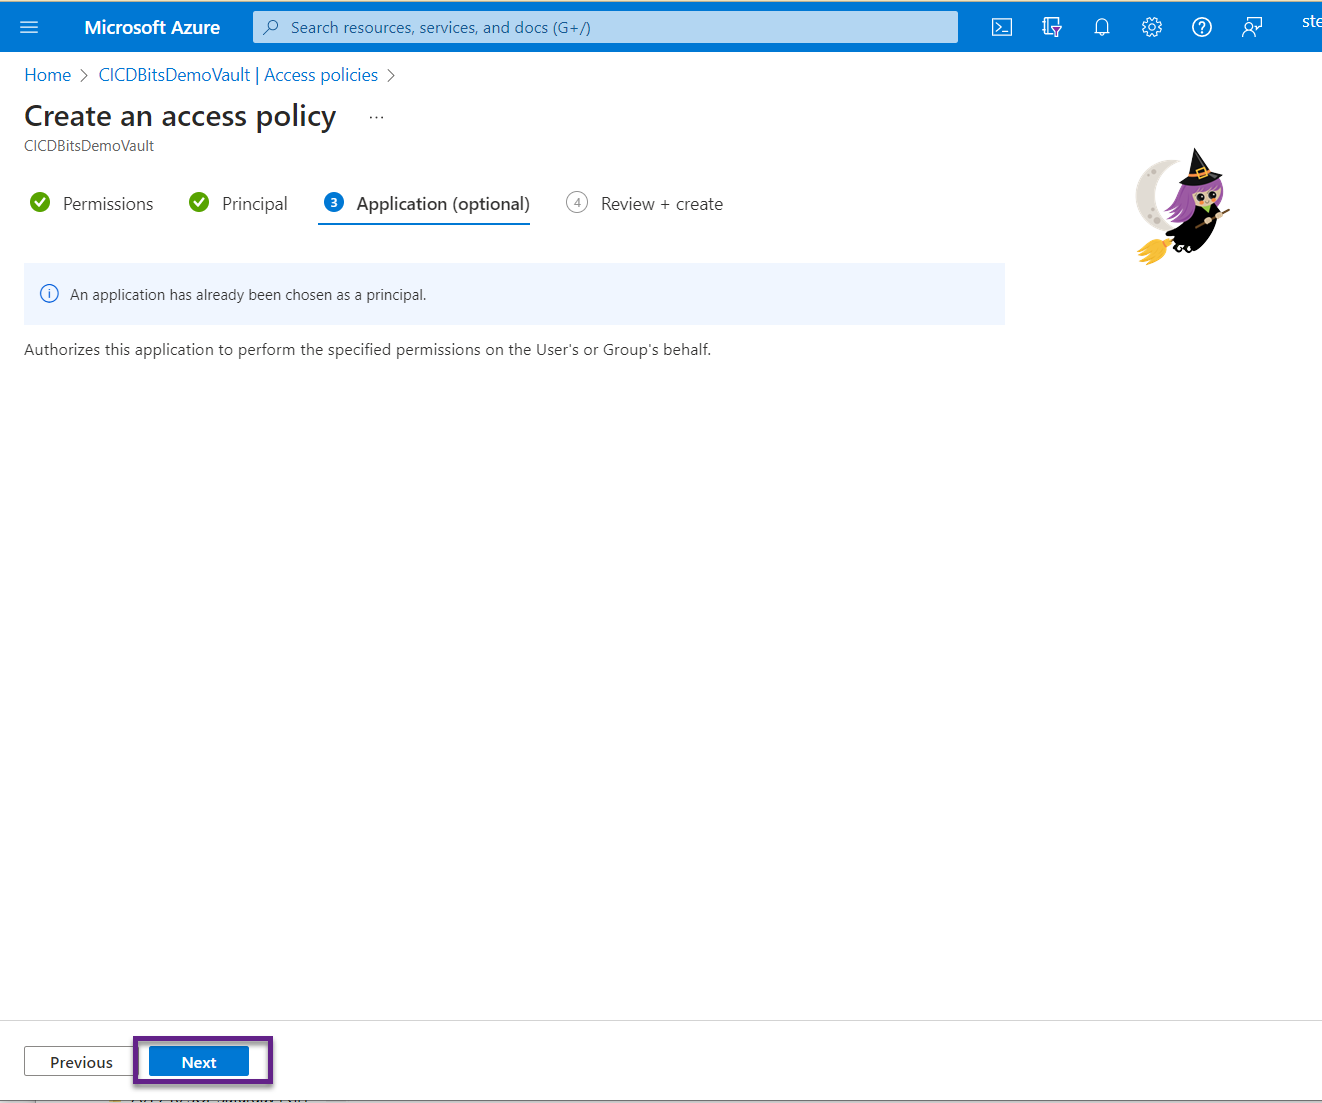 Microsoft Azure
Search resources, services, and docs (G+/)
ste
Home > CICDBitsDemoVault | Access policies >
Create an access policy ...
CICDBitsDemoVault
Permissions Principal 3 Application (optional) 4 Review + create
An application has already been chosen as a principal.
Authorizes this application to perform the specified permissions on the User's or Group's behalf.
Previous Next